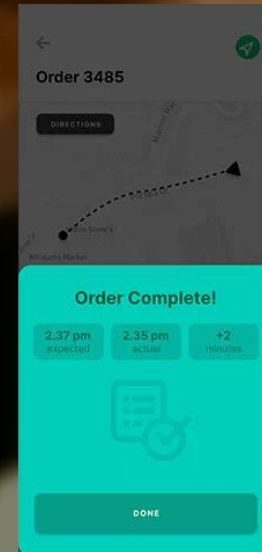 Order 3485
DIRECTIONS
Order Complete!
2.37 pm 2.35 pm +2
expected actual minutes
DONE